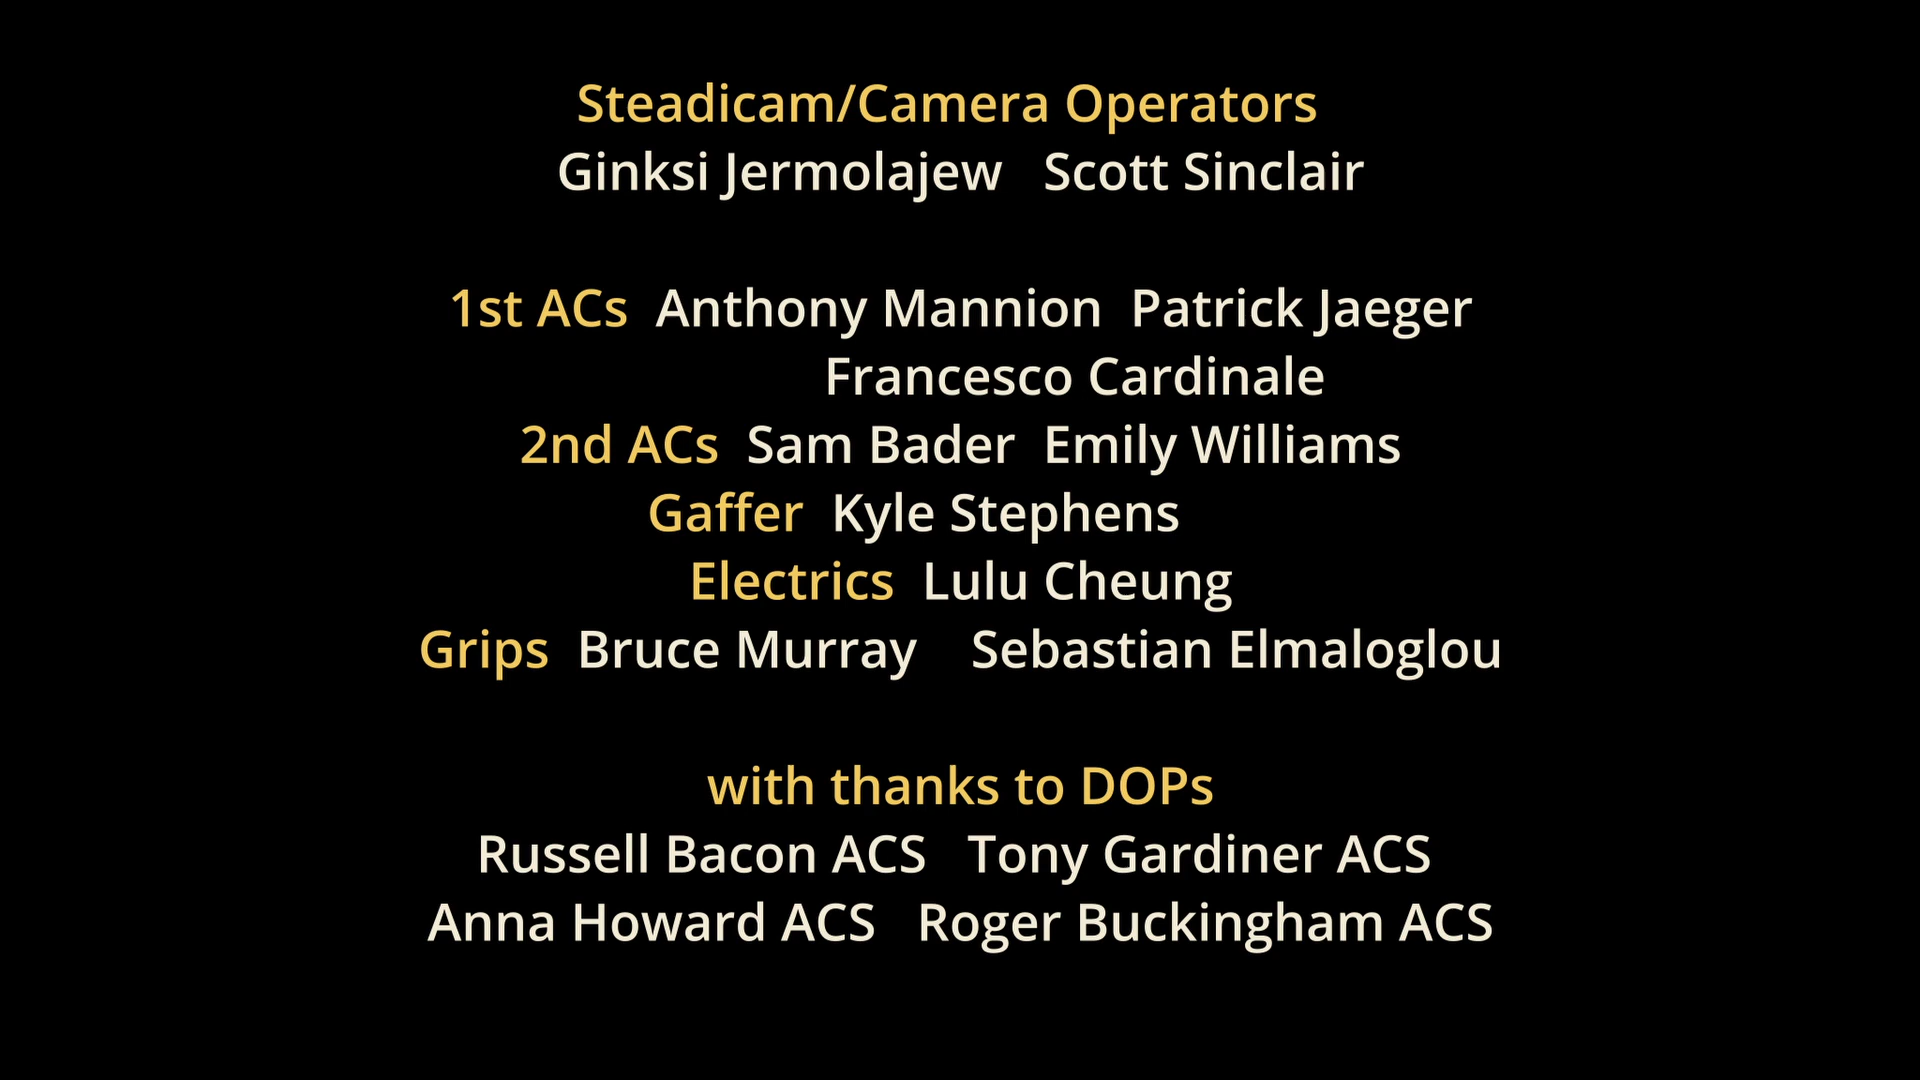 Steadicam/Camera Operators
Ginksi Jermolajew Scott Sinclair
1st ACs Anthony Mannion Patrick Jaeger
Francesco Cardinale
2nd ACs Sam Bader Emily Williams
Gaffer Kyle Stephens
Electrics Lulu Cheung
Grips Bruce Murray Sebastian Elmaloglou
with thanks to DOPs
Russell Bacon ACS Tony Gardiner ACS
Anna Howard ACS Roger Buckingham ACS